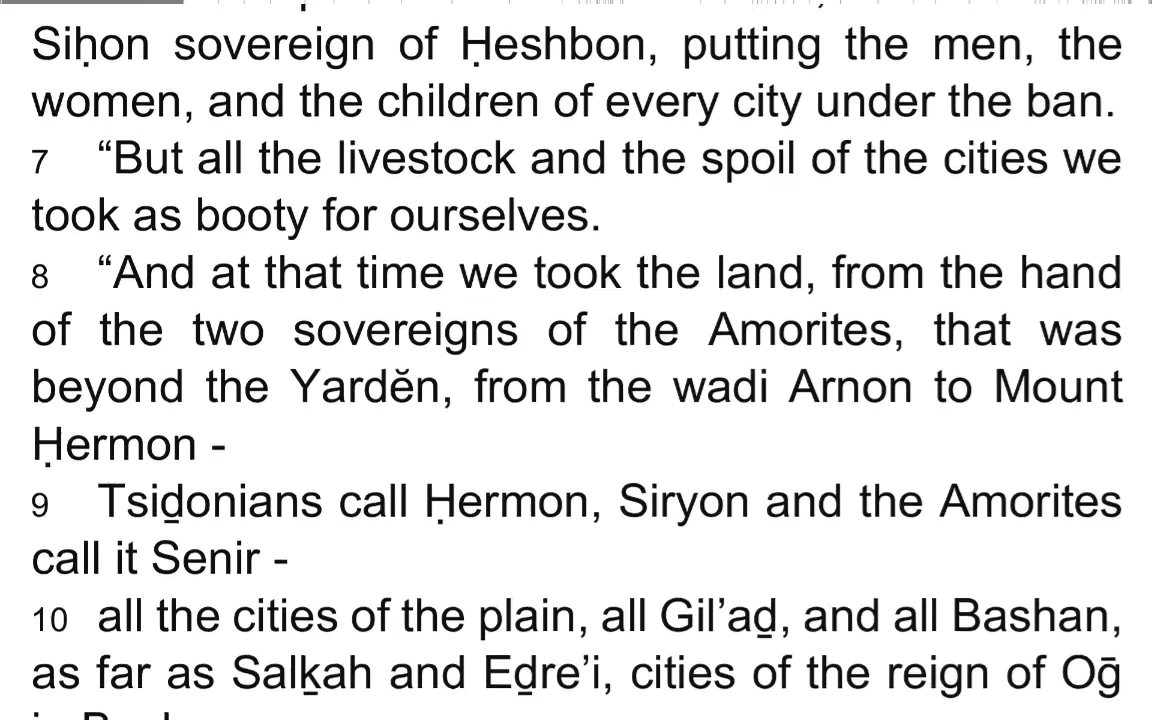 Siḥon sovereign of Ḥeshbon, putting the men, the
women, and the children of every city under the ban.
7 “But all the livestock and the spoil of the cities we
took as booty for ourselves.
8 “And at that time we took the land, from the hand
of the two sovereigns of the Amorites, that was
beyond the Yardĕn, from the wadi Arnon to Mount
Ḥermon -
9 Tsiḏonians call Ḥermon, Siryon and the Amorites
call it Senir -
10 all the cities of the plain, all Gil’aḏ, and all Bashan,
as far as Salḵah and Eḏre’i, cities of the reign of Oḡ